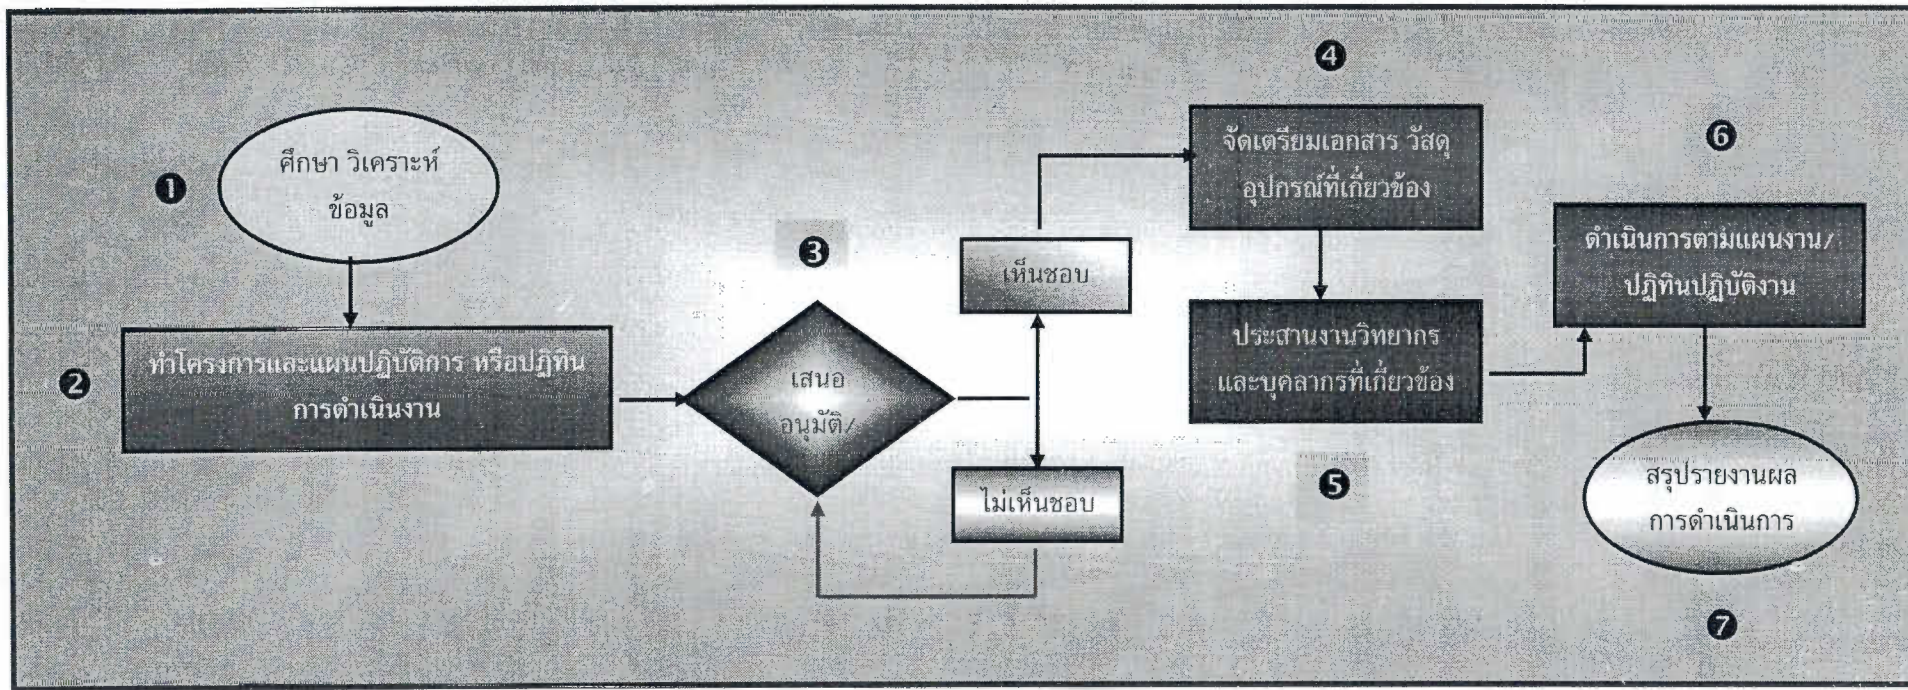 ❶
ศึกษา วิเคราะห์
ข้อมูล
❷
ทำโครงการและแผนปฏิบัติการ หรือปฏิทิน
การดำเนินงาน
❸
เสนอ
อนุมัติ/
เห็นชอบ
ไม่เห็นชอบ
❹
จัดเตรียมเอกสาร วัสดุ
อุปกรณ์ที่เกี่ยวข้อง
ประสานงานวิทยากร
และบุคลากรที่เกี่ยวข้อง
❺
❻
ดำเนินการตามแผนงาน/
ปฏิทินปฏิบัติงาน
สรุปรายงานผล
การดำเนินการ
❼